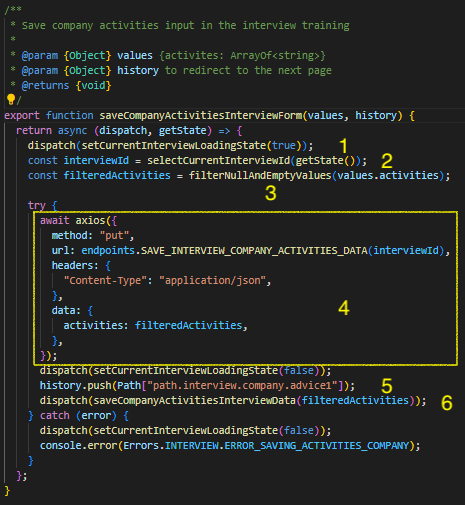 /**
 * Save company activities input in the interview training
 *
 * @param {Object} values {activites: ArrayOf<string>}
 * @param {Object} history to redirect to the next page
 * @returns {void}
 */
export function saveCompanyActivitiesInterviewForm(values, history) {
  return async (dispatch, getState) => {
    dispatch(setCurrentInterviewLoadingState(true)); 1
    const interviewId = selectCurrentInterviewId(getState()); 2
    const filteredActivities = filterNullAndEmptyValues(values.activities);
3
    try {
      await axios({
        method: "put",
        url: endpoints.SAVE_INTERVIEW_COMPANY_ACTIVITIES_DATA(interviewId),
        headers: {
          "Content-Type": "application/json",
        },
        data: { 4
          activities: filteredActivities,
        },
      });
      dispatch(setCurrentInterviewLoadingState(false));
      history.push(Path["path.interview.company.advice1"]); 5
      dispatch(saveCompanyActivitiesInterviewData(filteredActivities)); 6
    } catch (error) {
      dispatch(setCurrentInterviewLoadingState(false));
      console.error(Errors.INTERVIEW.ERROR_SAVING_ACTIVITIES_COMPANY);
    }
  };
}